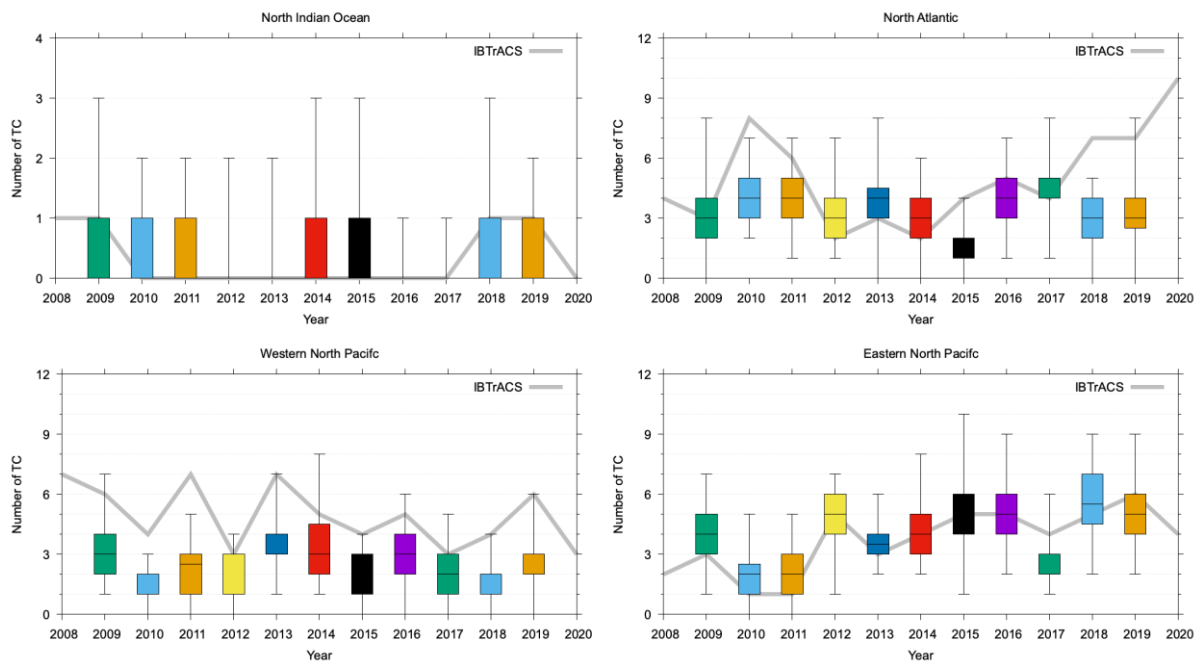 North Indian Ocean
IBTrACS
Number of TC
4
3
2
1
0
2008 2009 2010 2011 2012 2013 2014 2015 2016 2017 2018 2019 2020
Year
North Atlantic
IBTrACS
Number of TC
12
9
6
3
0
2008 2009 2010 2011 2012 2013 2014 2015 2016 2017 2018 2019 2020
Year
Western North Pacifc
IBTrACS
Number of TC
12
9
6
3
0
2008 2009 2010 2011 2012 2013 2014 2015 2016 2017 2018 2019 2020
Year
Eastern North Pacifc
IBTrACS
Number of TC
12
9
6
3
0
2008 2009 2010 2011 2012 2013 2014 2015 2016 2017 2018 2019 2020
Year